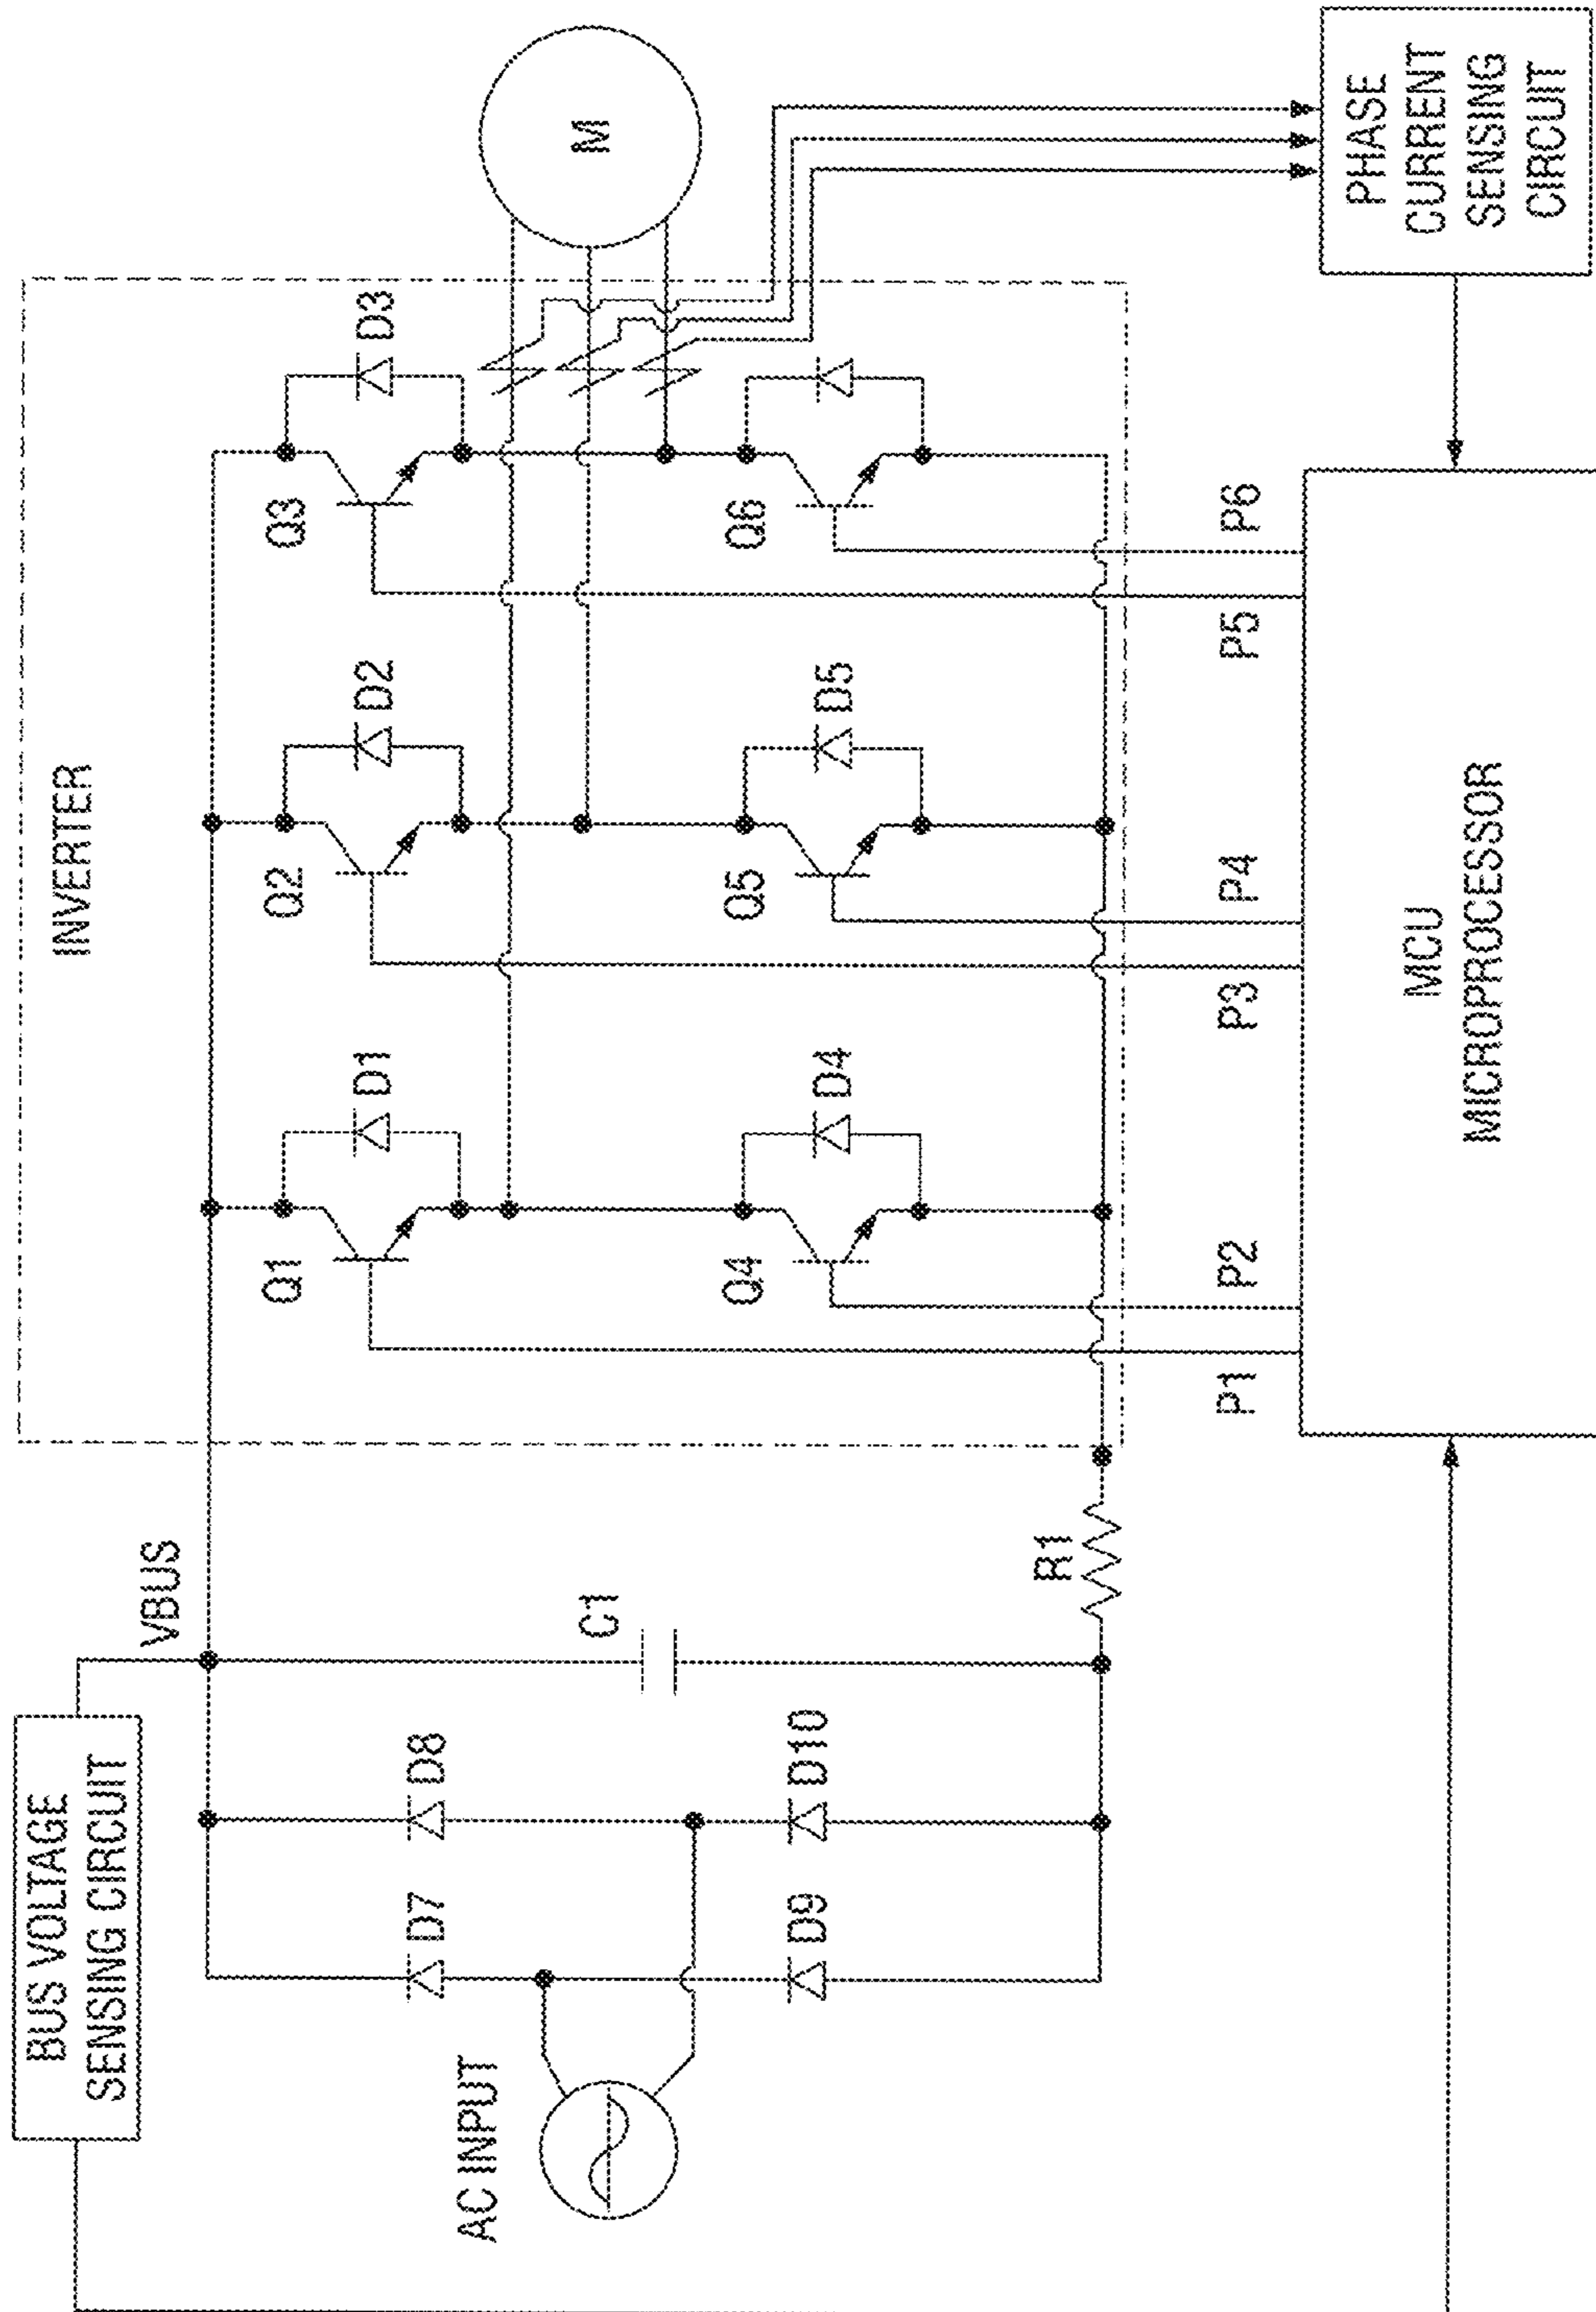 BUS VOLTAGE
SENSING CIRCUIT
VBUS
INVERTER
AC INPUT
D7
D8
D9
D10
C1
R1
Q1
D1
Q2
D2
Q3
D3
Q4
D4
Q5
D5
Q6
M
P1
P2
P3
P4
P5
P6
MCU
MICROPROCESSOR
PHASE
CURRENT
SENSING
CIRCUIT